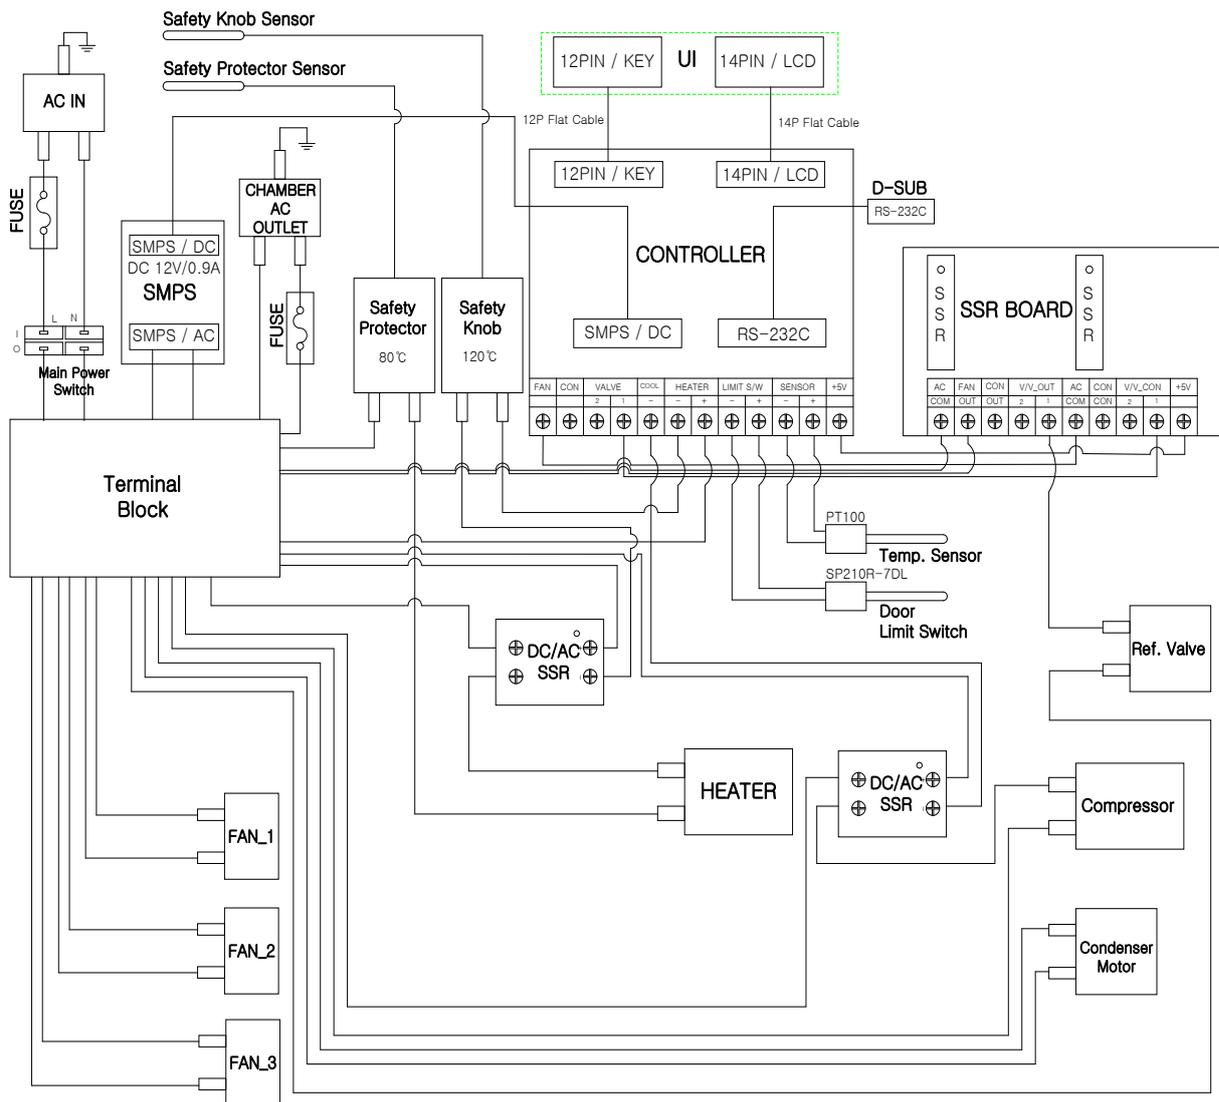 Safety Knob Sensor
Safety Protector Sensor
AC IN
FUSE
12PIN / KEY
UI
14PIN / LCD
12P Flat Cable
14P Flat Cable
12PIN / KEY
14PIN / LCD
CHAMBER
AC
OUTLET
FUSE
D-SUB
RS-232C
SMPS / DC
DC 12V/0.9A
SMPS
SMPS / AC
CONTROLLER
SMPS / DC
RS-232C
Safety
Protector
80℃
Safety
Knob
120℃
SSR
SSR BOARD
SSR
L N
I
O
Main Power
Switch
FAN CON VALVE COOL HEATER LIMIT S/W SENSOR +5V
2 1 - - + - + - +
AC FAN CON V/V_OUT AC CON V/V_CON +5V
COM OUT OUT 2 1 COM CON 2 1
Terminal
Block
PT100
Temp. Sensor
SP210R-7DL
Door
Limit Switch
DC/AC
SSR
Ref. Valve
HEATER
DC/AC
SSR
Compressor
FAN_1
FAN_2
Condenser
Motor
FAN_3